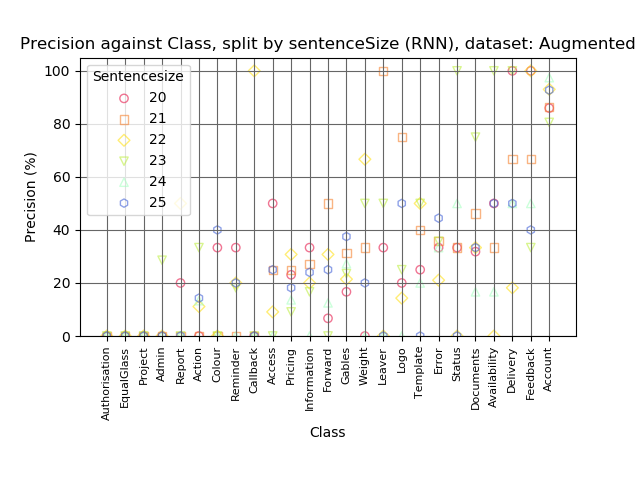 Precision against Class, split by sentenceSize (RNN), dataset: Augmented
Precision (%)
100
80
60
40
20
0
Sentencesize
20
21
22
23
24
25
Authorisation
EqualGlass
Project
Admin
Report
Action
Colour
Reminder
Callback
Access
Pricing
Information
Forward
Gables
Weight
Leaver
Logo
Template
Error
Status
Documents
Availability
Delivery
Feedback
Account
Class